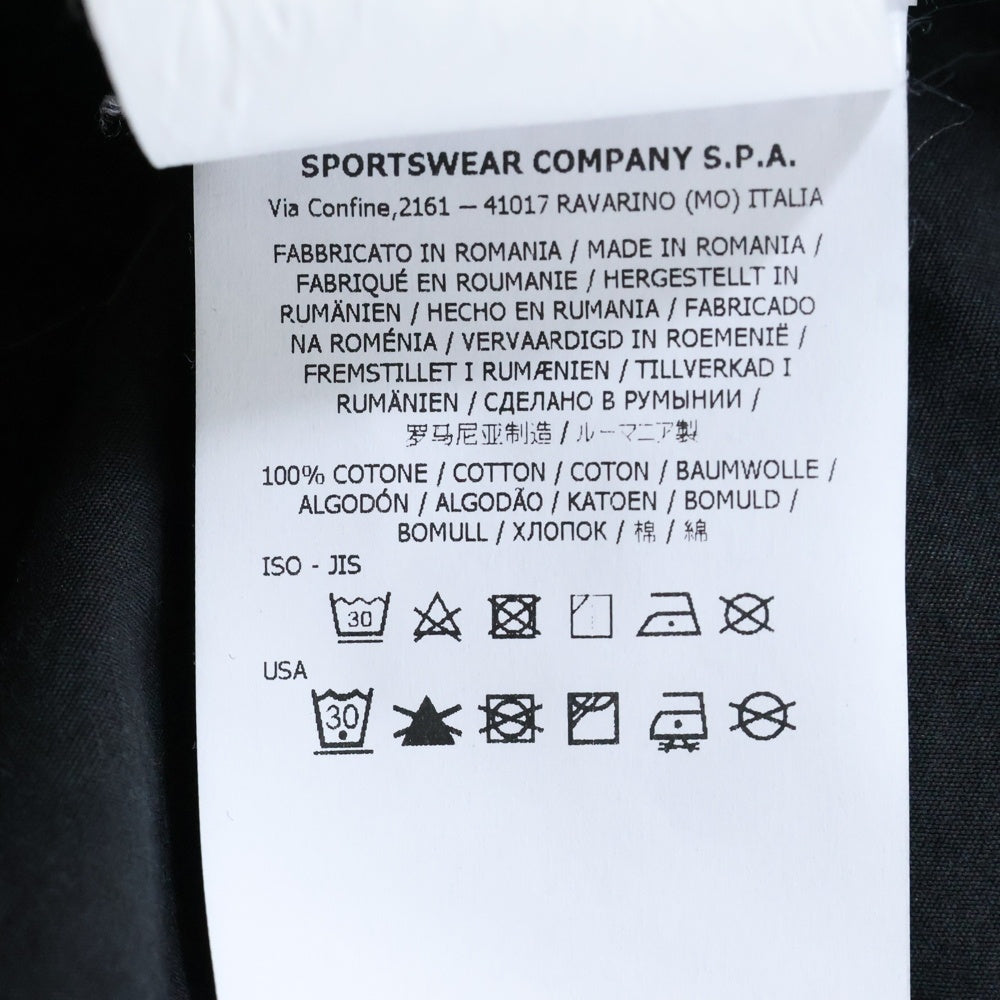 SPORTSWEAR COMPANY S.P.A.
Via Confine,2161 – 41017 RAVARINO (MO) ITALIA
FABBRICATO IN ROMANIA / MADE IN ROMANIA /
FABRIQUÉ EN ROUMANIE / HERGESTELLT IN
RUMÄNIEN / HECHO EN RUMANIA / FABRICADO
NA ROMÉNIA / VERVAARDIGD IN ROEMENIË /
FREMSTILLET I RUMÆNIEN / TILLVERKAD I
RUMÄNIEN / СДЕЛАНО В РУМЫНИИ /
罗马尼亚制造 / ルーマニア製
100% COTONE / COTTON / COTON / BAUMWOLLE /
ALGODÓN / ALGODÃO / KATOEN / BOMULD /
BOMULL / ХЛОПОК / 棉 / 綿
ISO - JIS
30
USA
30